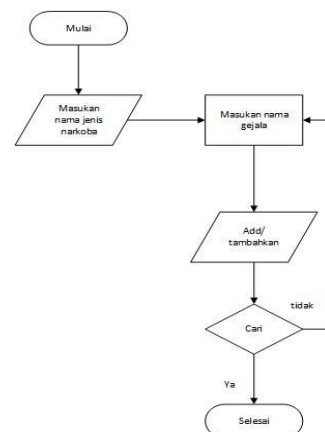 Mulai
Masukan
nama jenis
narkoba
Masukan nama
gejala
Add/
tambahkan
Cari
tidak
Ya
Selesai